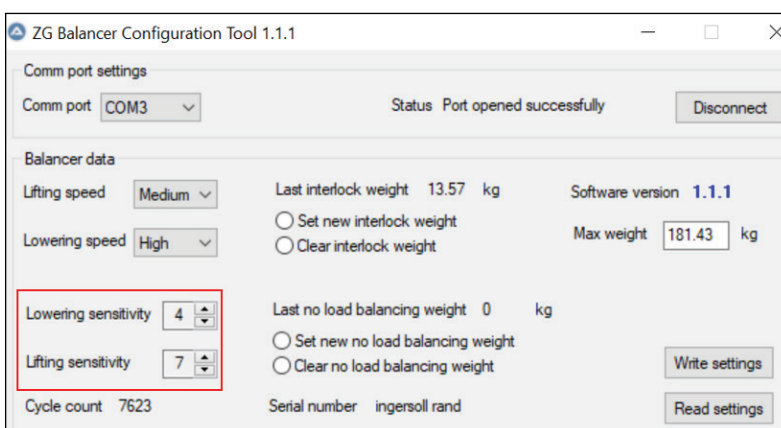 ZG Balancer Configuration Tool 1.1.1
Comm port settings
Comm port COM3 Status Port opened successfully Disconnect
Balancer data
Lifting speed Medium Last interlock weight 13.57 kg Software version 1.1.1
Set new interlock weight
Lowering speed High Clear interlock weight Max weight 181.43 kg
Lowering sensitivity 4 Last no load balancing weight 0 kg
Set new no load balancing weight
Lifting sensitivity 7 Clear no load balancing weight Write settings
Cycle count 7623 Serial number ingersoll rand Read settings